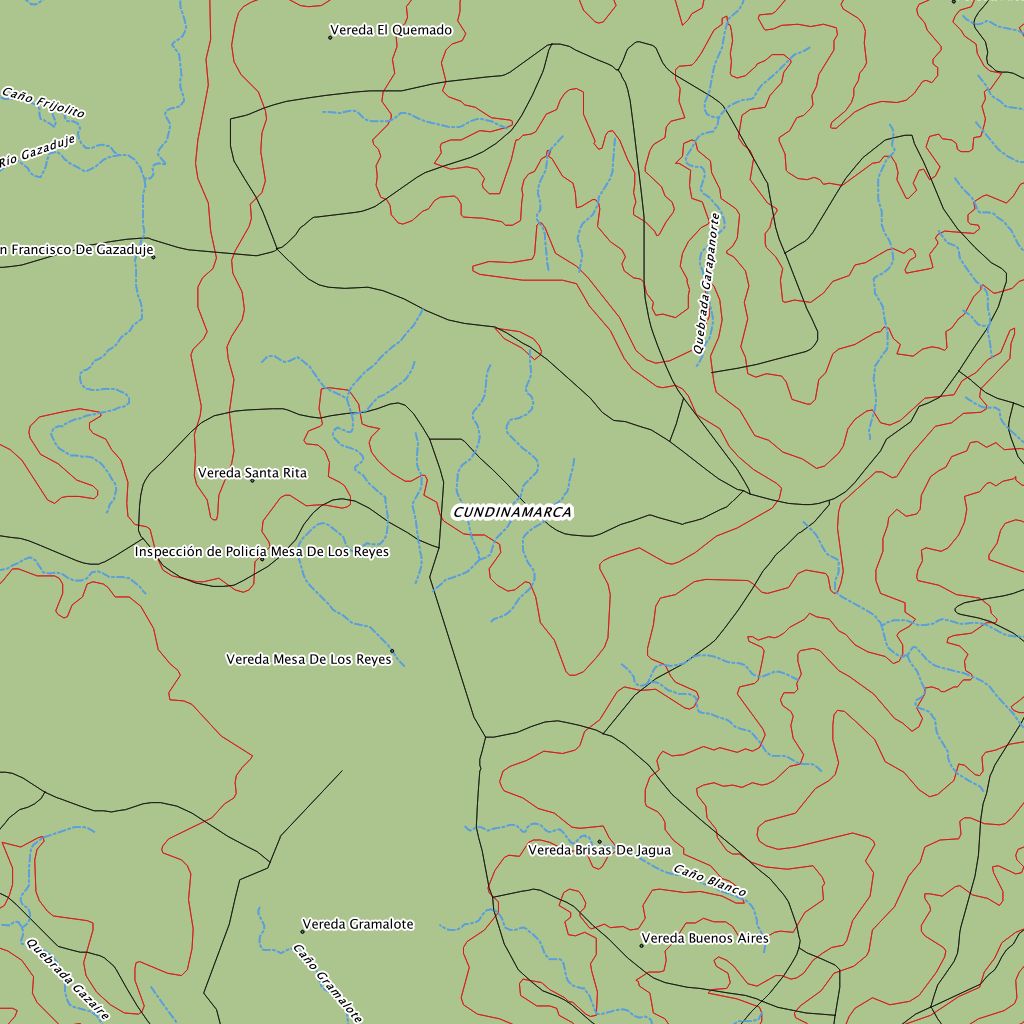 Vereda El Quemado
Caño Frijolito
Río Gazaduje
n Francisco De Gazaduje
Quebrada Garapanorte
Vereda Santa Rita
CUNDINAMARCA
Inspección de Policía Mesa De Los Reyes
Vereda Mesa De Los Reyes
Vereda Brisas De Jagua
Caño Blanco
Vereda Gramalote
Vereda Buenos Aires
Quebrada Gazaire
Caño Gramalote